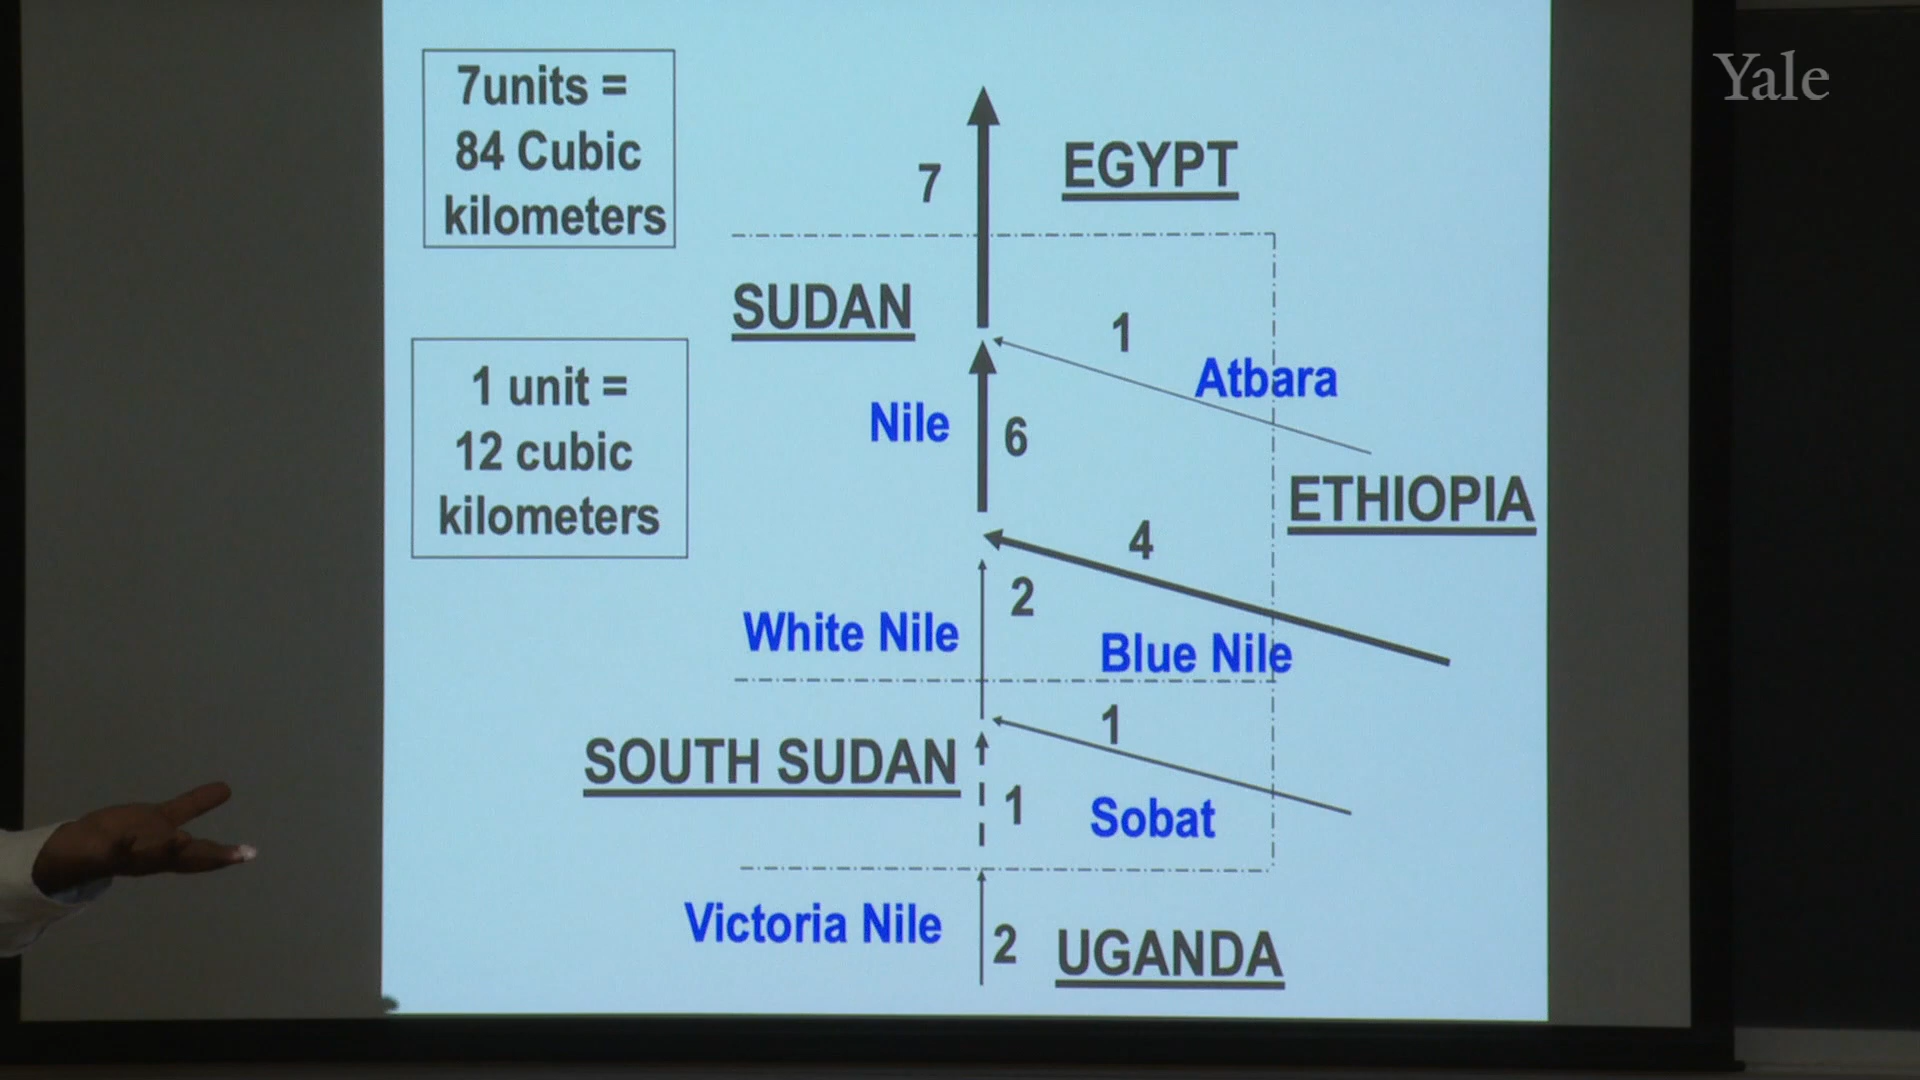 Yale
7units =
84 Cubic
kilometers
7
EGYPT
SUDAN
1
Atbara
1 unit =
12 cubic
kilometers
Nile
6
ETHIOPIA
4
2
White Nile
Blue Nile
1
SOUTH SUDAN
1
Sobat
Victoria Nile
2
UGANDA